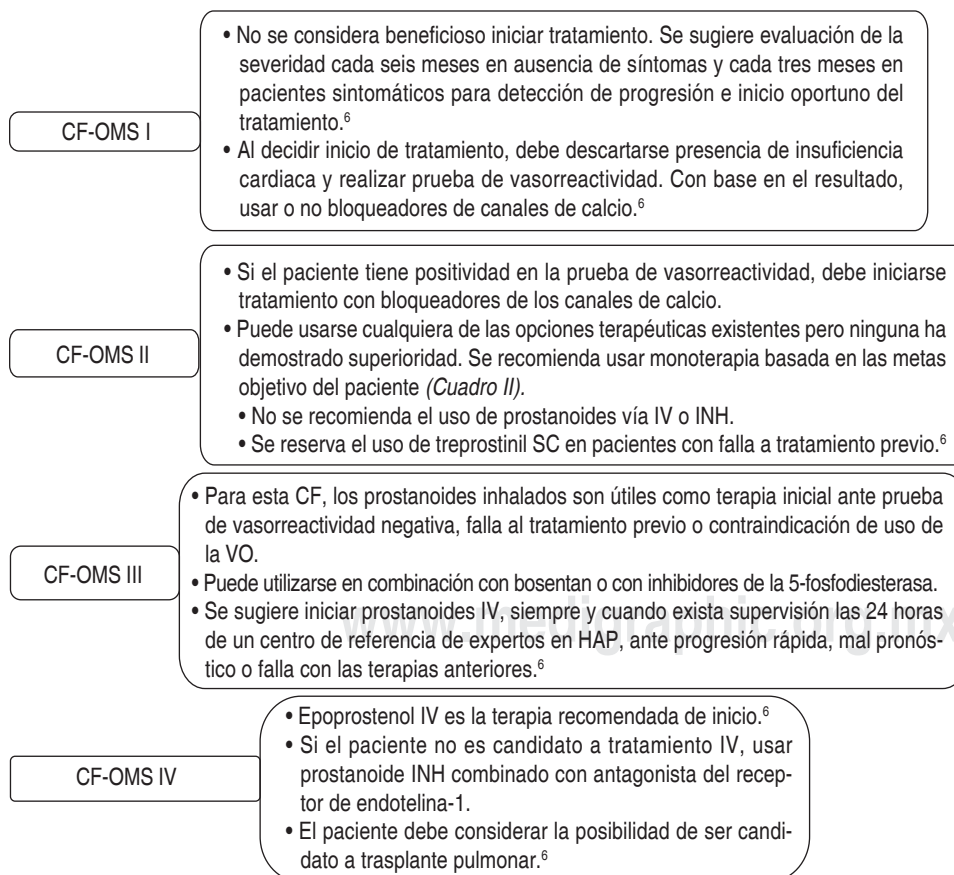 CF-OMS I
• No se considera beneficioso iniciar tratamiento. Se sugiere evaluación de la
severidad cada seis meses en ausencia de síntomas y cada tres meses en
pacientes sintomáticos para detección de progresión e inicio oportuno del
tratamiento.6
• Al decidir inicio de tratamiento, debe descartarse presencia de insuficiencia
cardiaca y realizar prueba de vasorreactividad. Con base en el resultado,
usar o no bloqueadores de canales de calcio.6
CF-OMS II
• Si el paciente tiene positividad en la prueba de vasorreactividad, debe iniciarse
tratamiento con bloqueadores de los canales de calcio.
• Puede usarse cualquiera de las opciones terapéuticas existentes pero ninguna ha
demostrado superioridad. Se recomienda usar monoterapia basada en las metas
objetivo del paciente (Cuadro II).
• No se recomienda el uso de prostanoides vía IV o INH.
• Se reserva el uso de treprostinil SC en pacientes con falla a tratamiento previo.6
CF-OMS III
• Para esta CF, los prostanoides inhalados son útiles como terapia inicial ante prueba
de vasorreactividad negativa, falla al tratamiento previo o contraindicación de uso de
la VO.
• Puede utilizarse en combinación con bosentan o con inhibidores de la 5-fosfodiesterasa.
• Se sugiere iniciar prostanoides IV, siempre y cuando exista supervisión las 24 horas
de un centro de referencia de expertos en HAP, ante progresión rápida, mal pronós-
tico o falla con las terapias anteriores.6
www.medigraphic.org.mx
CF-OMS IV
• Epoprostenol IV es la terapia recomendada de inicio.6
• Si el paciente no es candidato a tratamiento IV, usar
prostanoide INH combinado con antagonista del recep-
tor de endotelina-1.
• El paciente debe considerar la posibilidad de ser candi-
dato a trasplante pulmonar.6